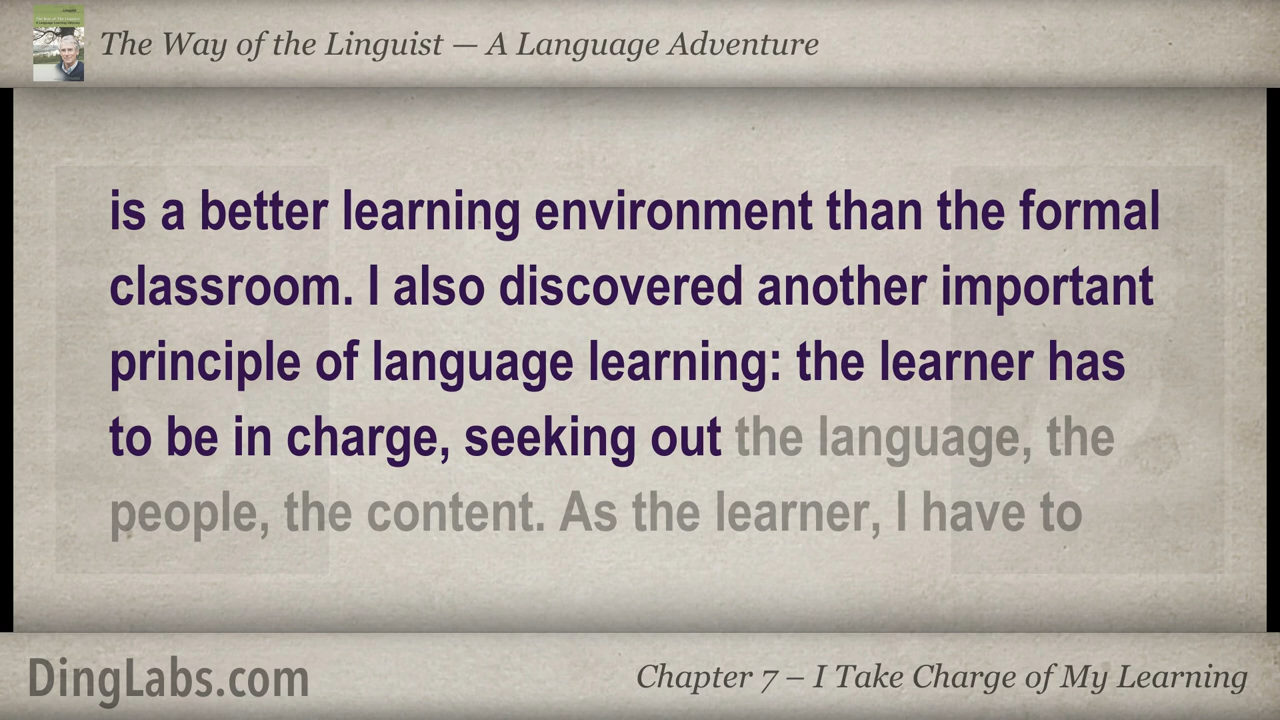 The Way of the Linguist — A Language Adventure
is a better learning environment than the formal
classroom. I also discovered another important
principle of language learning: the learner has
to be in charge, seeking out the language, the
people, the content. As the learner, I have to
DingLabs.com
Chapter 7 – I Take Charge of My Learning